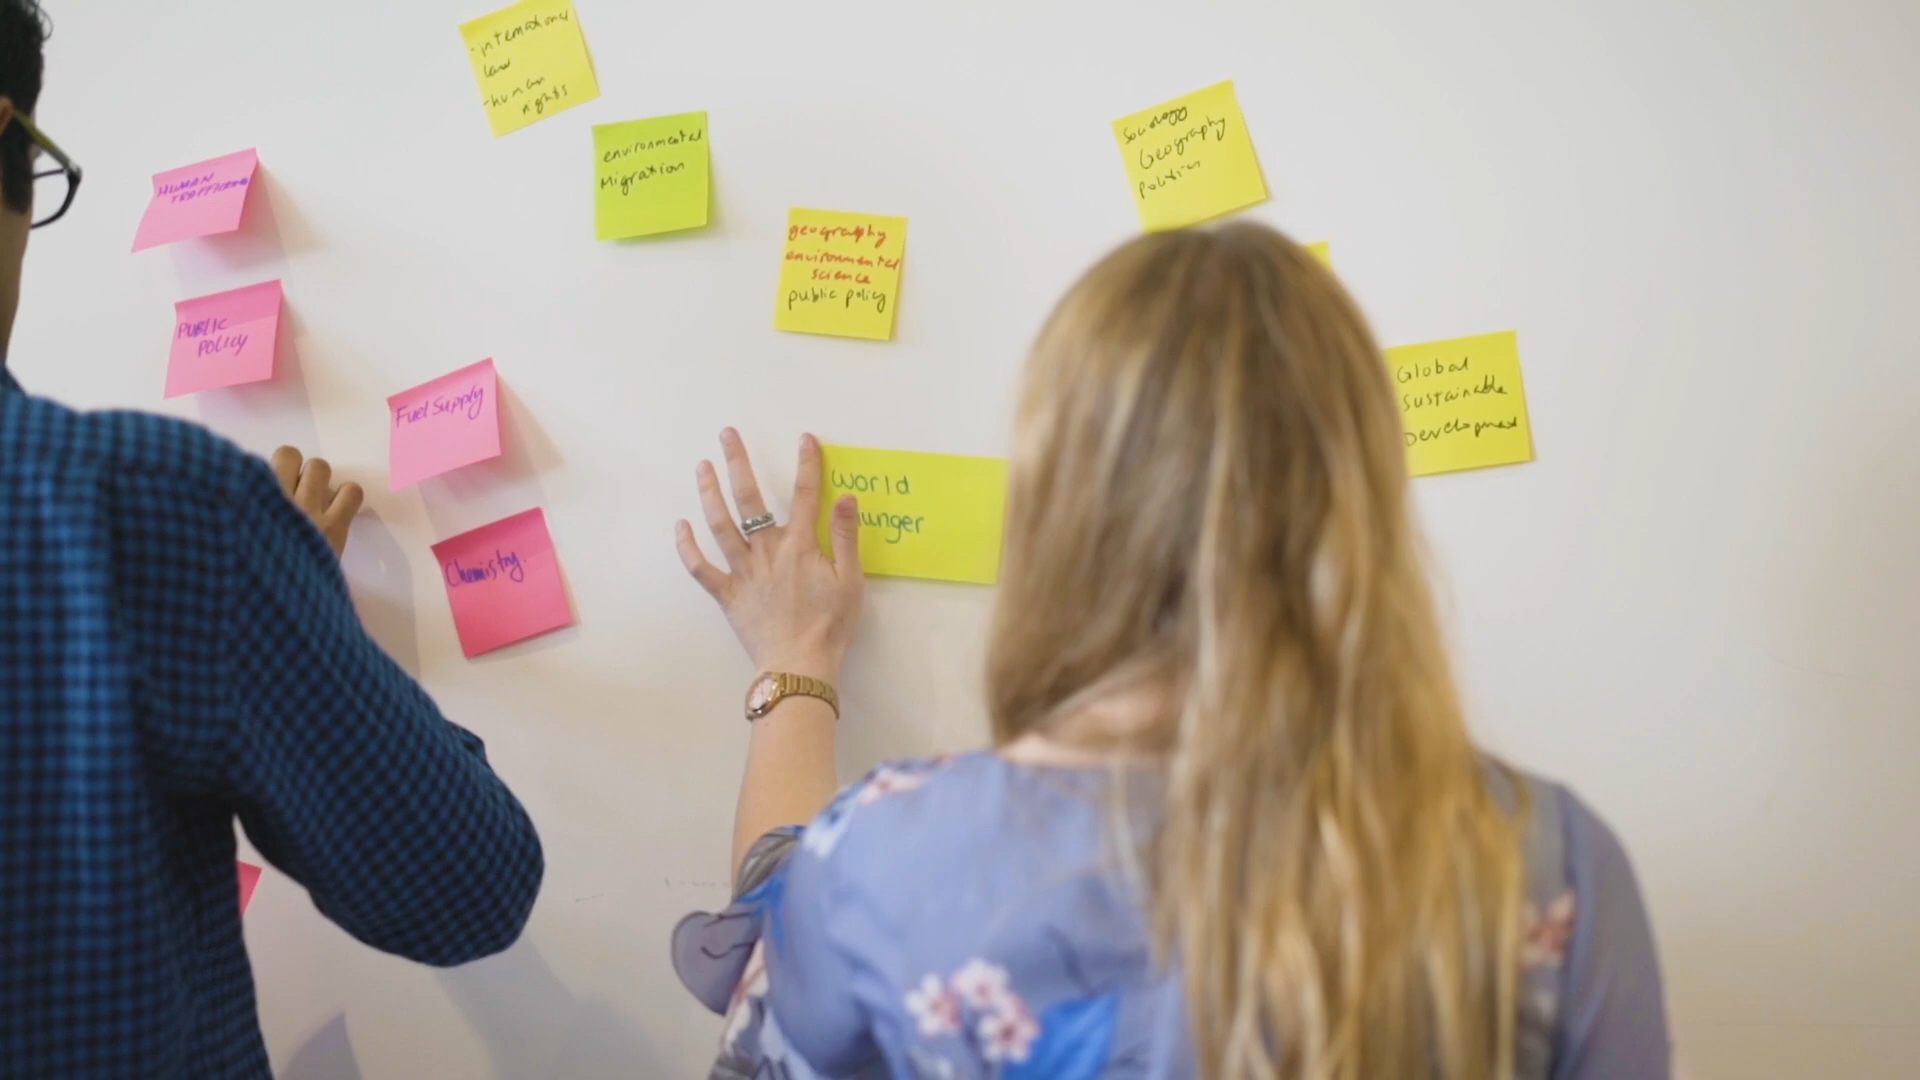 -international
law
-human
rights
environmental
Migration
HUMAN
TRAFFICKING
PUBLIC
POLICY
Fuel Supply
Chemistry.
geography
environmental
science
public policy
Sociology
Geography
Politics
World
hunger
Global
Sustainable
Development